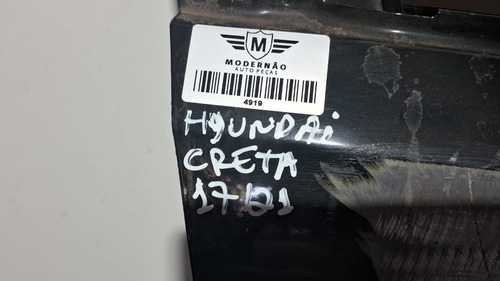 M
MODERNÃO
AUTO PEÇAS
4919
HYUNDAi
CRETA
17/21